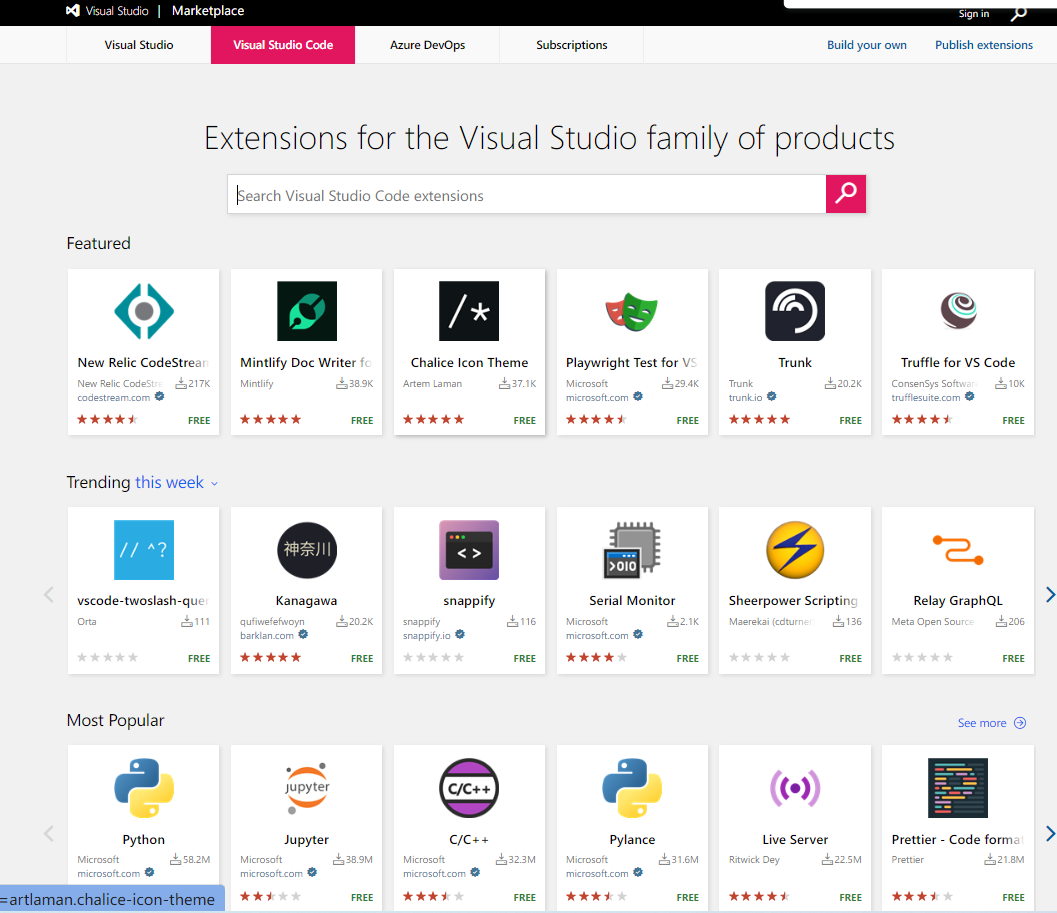 Visual Studio | Marketplace
Sign in
Visual Studio Visual Studio Code Azure DevOps Subscriptions Build your own Publish extensions
Extensions for the Visual Studio family of products
Search Visual Studio Code extensions
Featured
/*
New Relic CodeStream Mintlify Doc Writer fo Chalice Icon Theme Playwright Test for VS Trunk Truffle for VS Code
New Relic CodeStre 217K Mintlify 38.9K Artem Laman 37.1K Microsoft 29.4K Trunk 20.2K ConsenSys Software 10K
codestream.com microsoft.com trunk.io trufflesuite.com
FREE FREE FREE FREE FREE FREE
Trending this week
// ^? 神奈川 < > >010
vscode-twoslash-quer Kanagawa snappify Serial Monitor Sheerpower Scripting Relay GraphQL
Orta 111 qufiwefefwoyn 20.2K snappify 116 Microsoft 2.1K Maerekai (cdturner 136 Meta Open Source 206
barklan.com snappify.io microsoft.com
FREE FREE FREE FREE FREE FREE
Most Popular See more
jupyter C/C++
Python Jupyter C/C++ Pylance Live Server Prettier - Code format
Microsoft 58.2M Microsoft 38.9M Microsoft 32.3M Microsoft 31.6M Ritwick Dey 22.5M Prettier 21.8M
microsoft.com microsoft.com microsoft.com microsoft.com
FREE FREE FREE FREE FREE
=artlaman.chalice-icon-theme